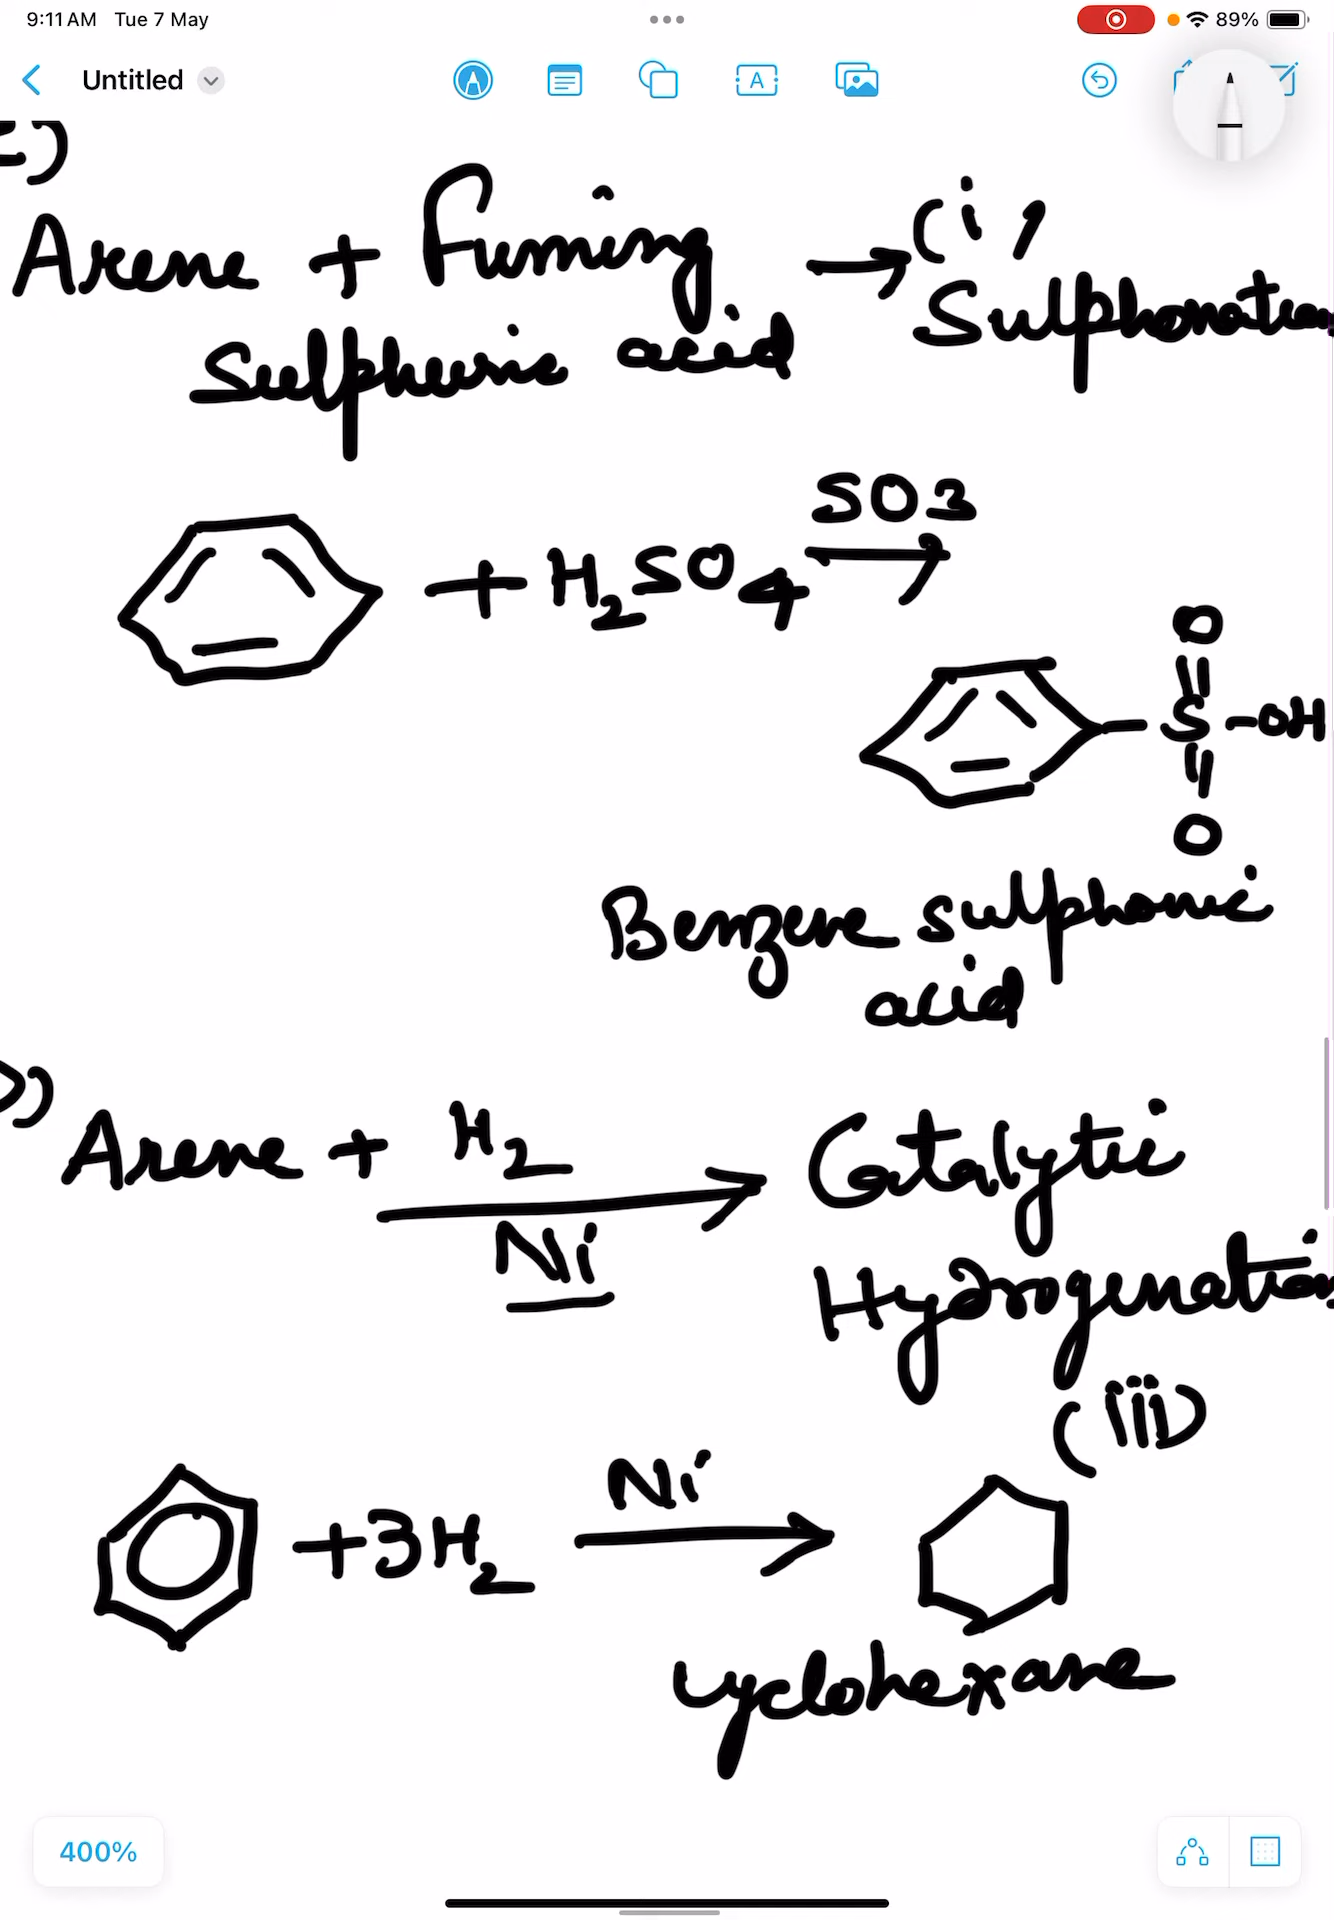 9:11 AM Tue 7 May
89%
Untitled
A
C)
Arene + Fuming → (i)
Sulphuric acid Sulphonation
SO3
+ H2SO4 →
O
S -OH
O
Benzene sulphonic
acid
D)
Arene + H2 → Catalytic
Ni
Hydrogenation
(iii)
Ni
+3H2 →
cyclohexane
400%